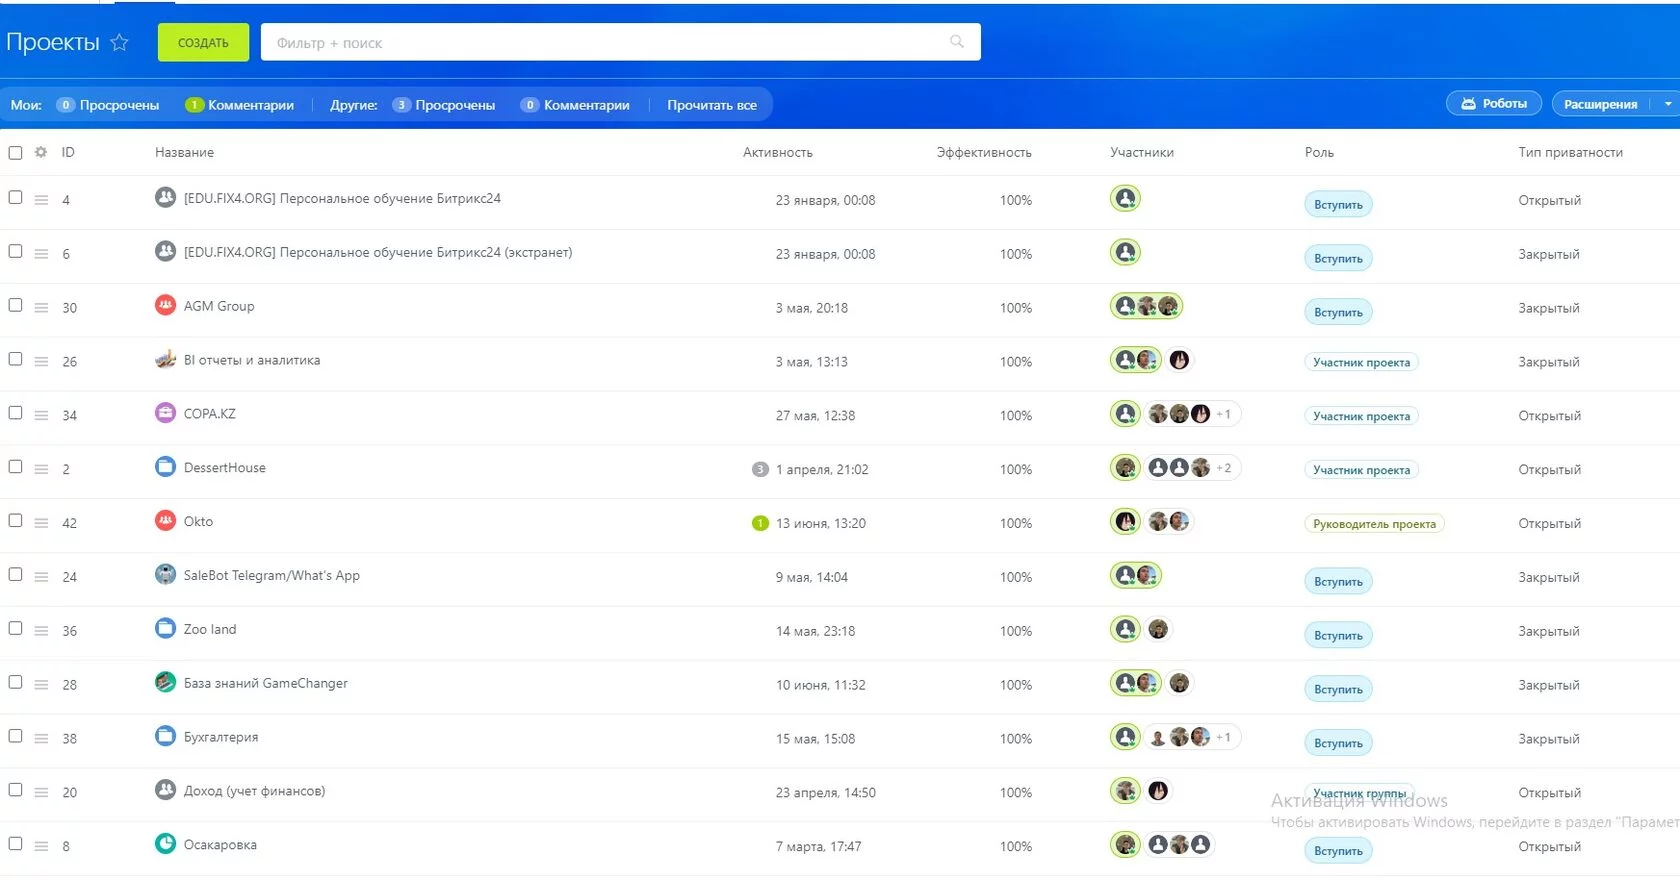 Проекты СОЗДАТЬ Фильтр + поиск
Мои: 0 Просрочены 1 Комментарии Другие: 3 Просрочены 0 Комментарии Прочитать все Роботы Расширения
ID Название Активность Эффективность Участники Роль Тип приватности
4 [EDU.FIX4.ORG] Персональное обучение Битрикс24 23 января, 00:08 100% Вступить Открытый
6 [EDU.FIX4.ORG] Персональное обучение Битрикс24 (экстранет) 23 января, 00:08 100% Вступить Закрытый
30 AGM Group 3 мая, 20:18 100% Вступить Закрытый
26 BI отчеты и аналитика 3 мая, 13:13 100% Участник проекта Закрытый
34 COPA.KZ 27 мая, 12:38 100% +1 Участник проекта Открытый
2 DessertHouse 3 1 апреля, 21:02 100% +2 Участник проекта Открытый
42 Okto 1 13 июня, 13:20 100% Руководитель проекта Открытый
24 SaleBot Telegram/What's App 9 мая, 14:04 100% Вступить Закрытый
36 Zoo land 14 мая, 23:18 100% Вступить Закрытый
28 База знаний GameChanger 10 июня, 11:32 100% Вступить Закрытый
38 Бухгалтерия 15 мая, 15:08 100% +1 Вступить Закрытый
20 Доход (учет финансов) 23 апреля, 14:50 100% Участник группы Открытый
Активация Windows
Чтобы активировать Windows, перейдите в раздел "Парамет
8 Осакаровка 7 марта, 17:47 100% Вступить Открытый